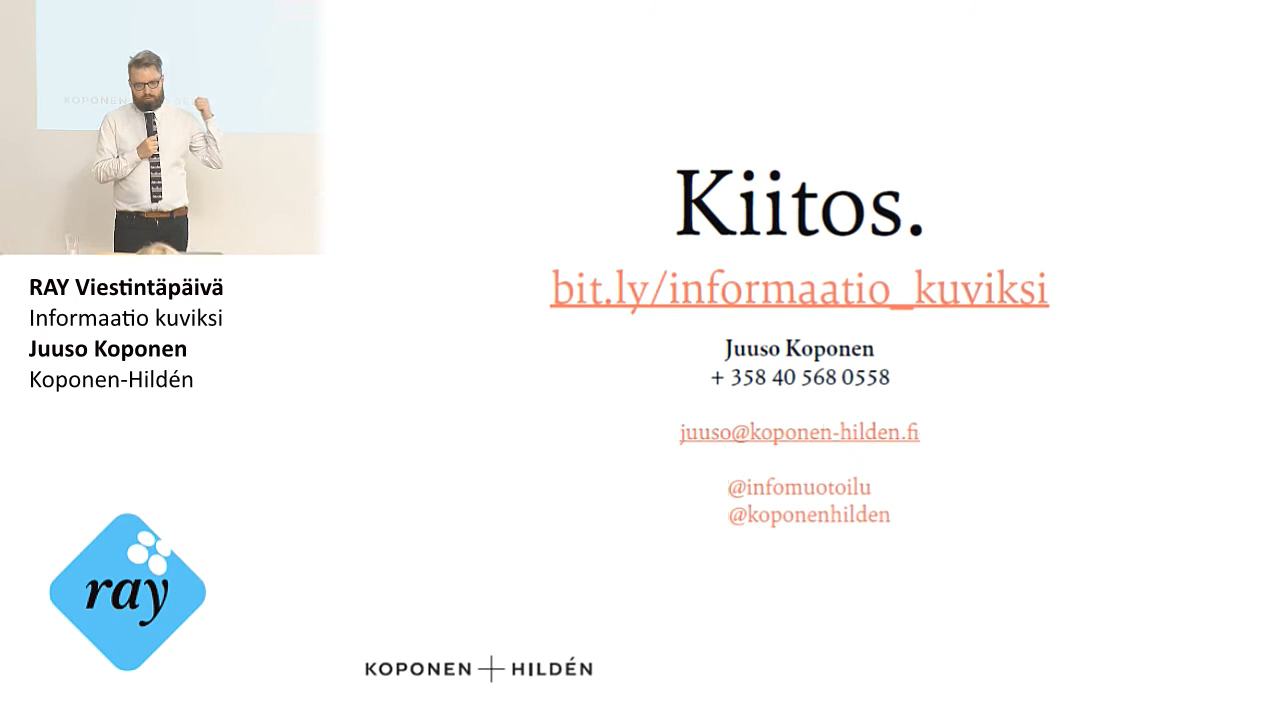 KOPONEN
RAY Viestintäpäivä
Informaatio kuviksi
Juuso Koponen
Koponen-Hildén
ray
Kiitos.
bit.ly/informaatio_kuviksi
Juuso Koponen
+ 358 40 568 0558
juuso@koponen-hilden.fi
@infomuotoilu
@koponenhilden
KOPONEN + HILDÉN